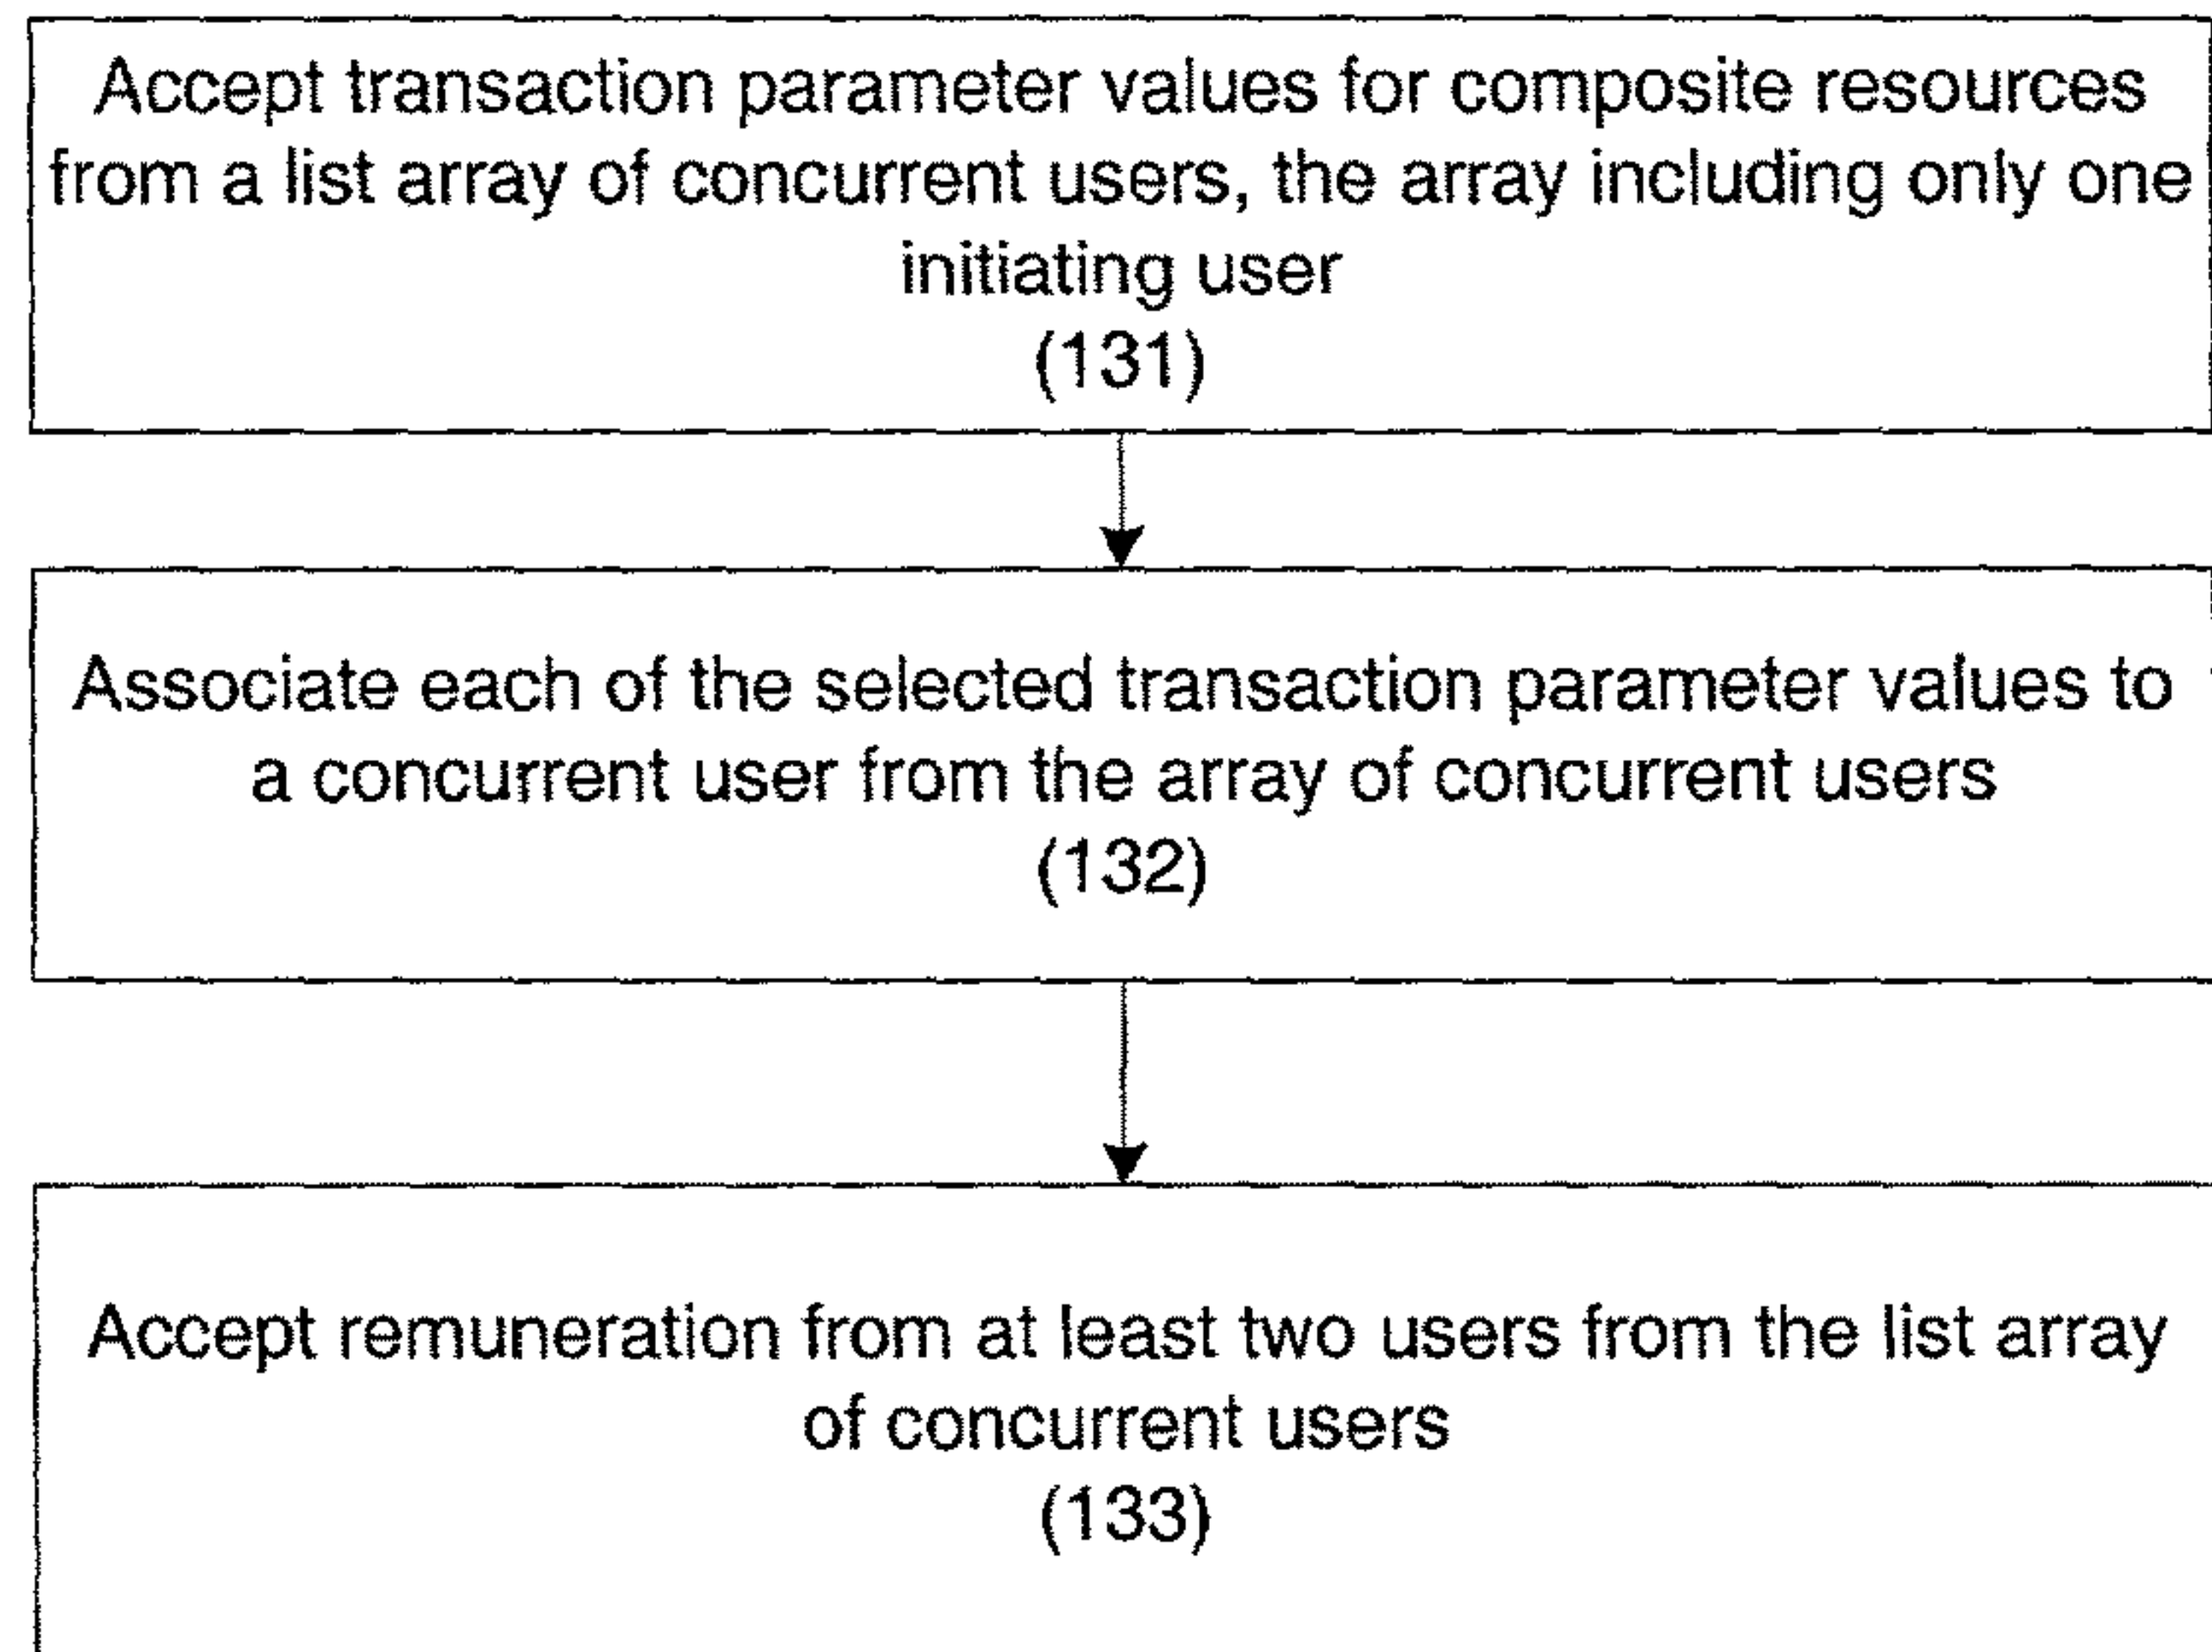 Accept transaction parameter values for composite resources
from a list array of concurrent users, the array including only one
initiating user
(131)
Associate each of the selected transaction parameter values to
a concurrent user from the array of concurrent users
(132)
Accept remuneration from at least two users from the list array
of concurrent users
(133)